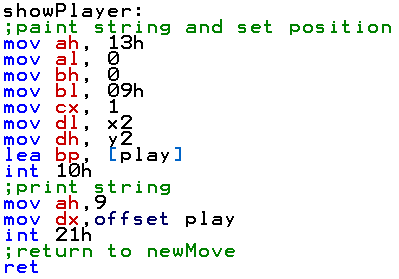 showPlayer:
;paint string and set position
mov ah, 13h
mov al, 0
mov bh, 0
mov bl, 09h
mov cx, 1
mov dl, x2
mov dh, y2
lea bp, [play]
int 10h
;print string
mov ah,9
mov dx,offset play
int 21h
;return to newMove
ret